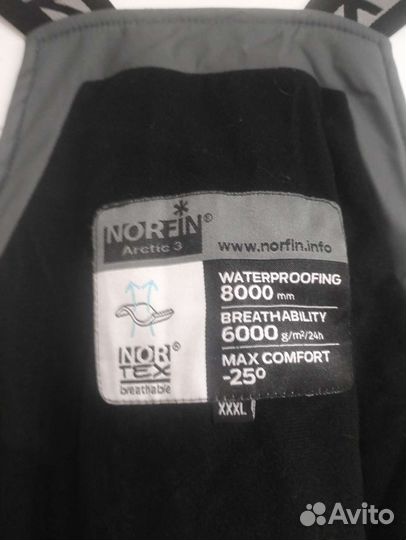 NORFIN®
Arctic 3
www.norfin.info
WATERPROOFING
8000 mm
BREATHABILITY
6000 g/m²/24h
MAX COMFORT
-25º
NOR®
TEX
breathable
XXXL
Avito